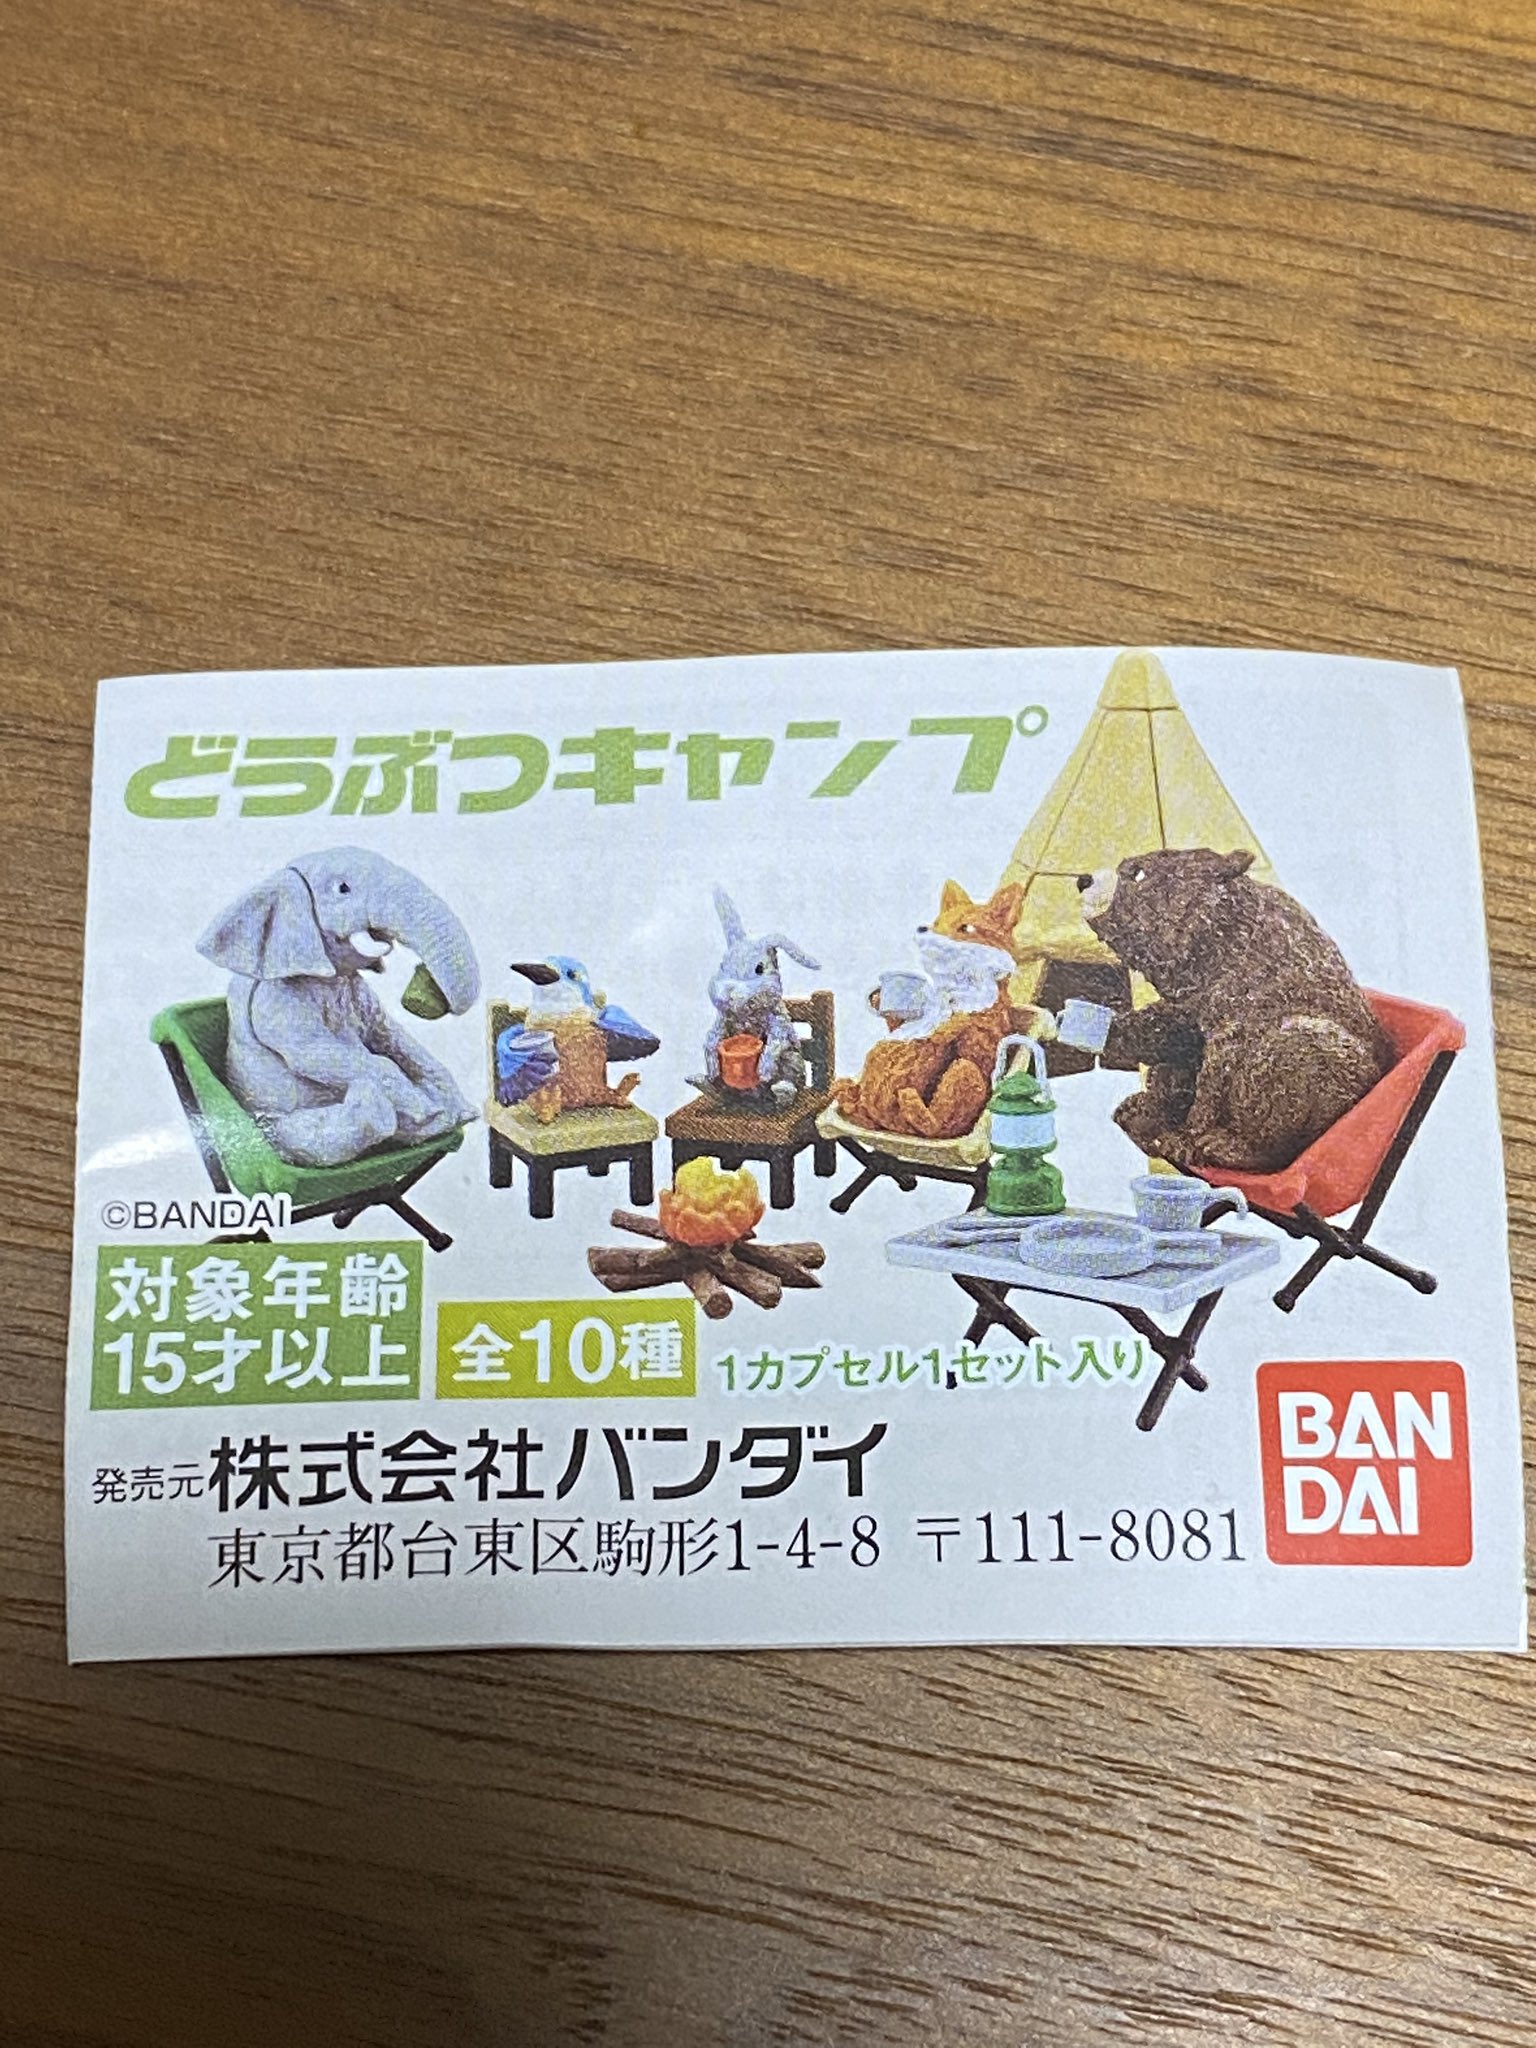 どうぶつキャンプ
©BANDAI
対象年齢
15才以上
全10種
1カプセル1セット入り
発売元 株式会社バンダイ
東京都台東区駒形1-4-8 〒111-8081
BAN
DAI